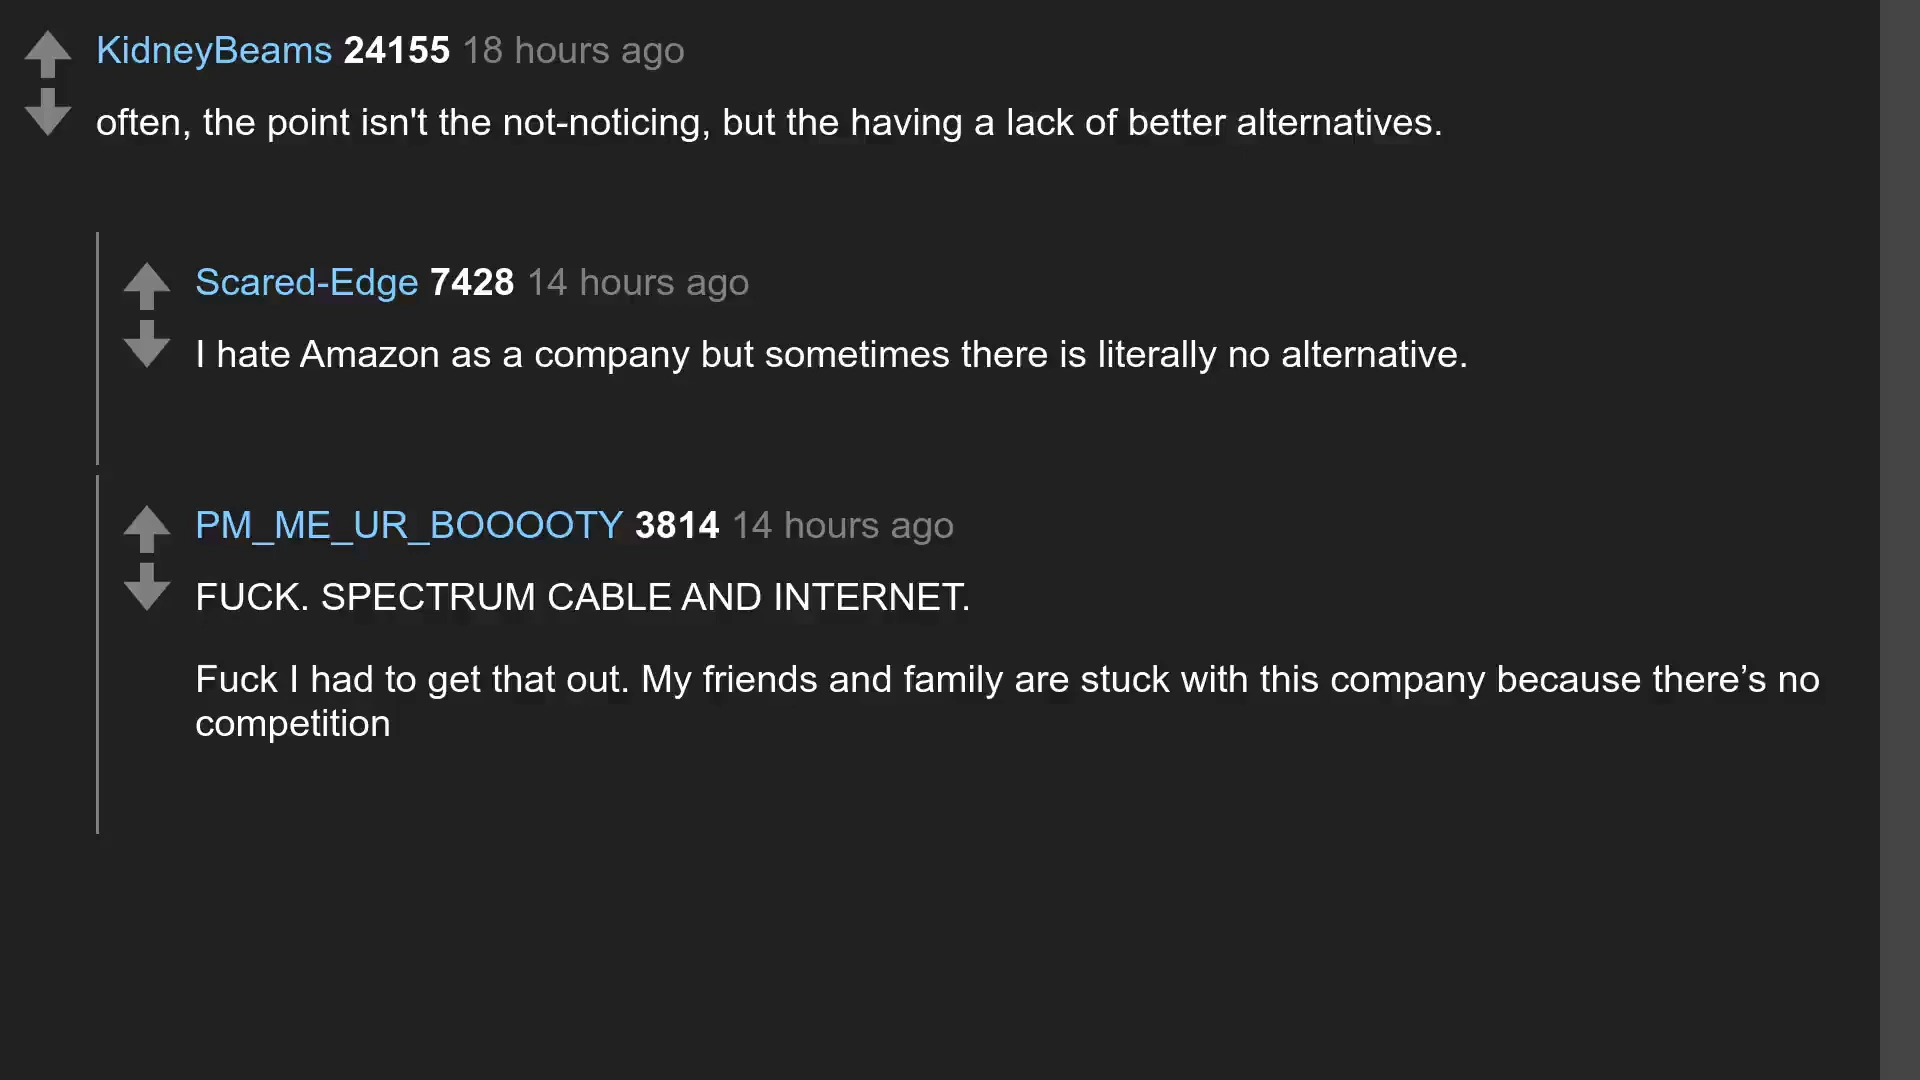 KidneyBeams 24155 18 hours ago
often, the point isn't the not-noticing, but the having a lack of better alternatives.
Scared-Edge 7428 14 hours ago
I hate Amazon as a company but sometimes there is literally no alternative.
PM_ME_UR_BOOOOTY 3814 14 hours ago
FUCK. SPECTRUM CABLE AND INTERNET.
Fuck I had to get that out. My friends and family are stuck with this company because there’s no
competition